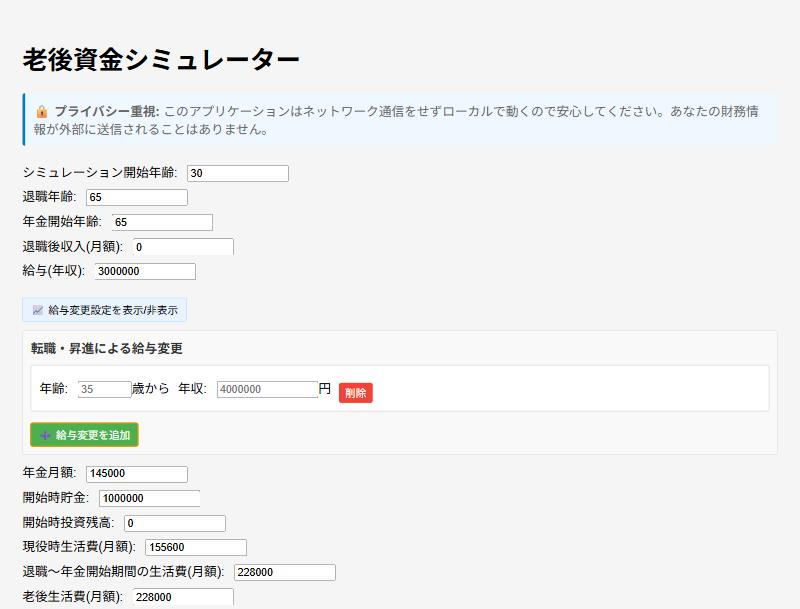 老後資金シミュレーター
🔒 プライバシー重視: このアプリケーションはネットワーク通信をせずローカルで動くので安心してください。あなたの財務情
報が外部に送信されることはありません。
シミュレーション開始年齢: 30
退職年齢: 65
年金開始年齢: 65
退職後収入(月額): 0
給与(年収): 3000000
📈 給与変更設定を表示/非表示
転職・昇進による給与変更
年齢: 35歳から 年収: 4000000円 削除
➕ 給与変更を追加
年金月額: 145000
開始時貯金: 1000000
開始時投資残高: 0
現役時生活費(月額): 155600
退職〜年金開始期間の生活費(月額): 228000
老後生活費(月額): 228000